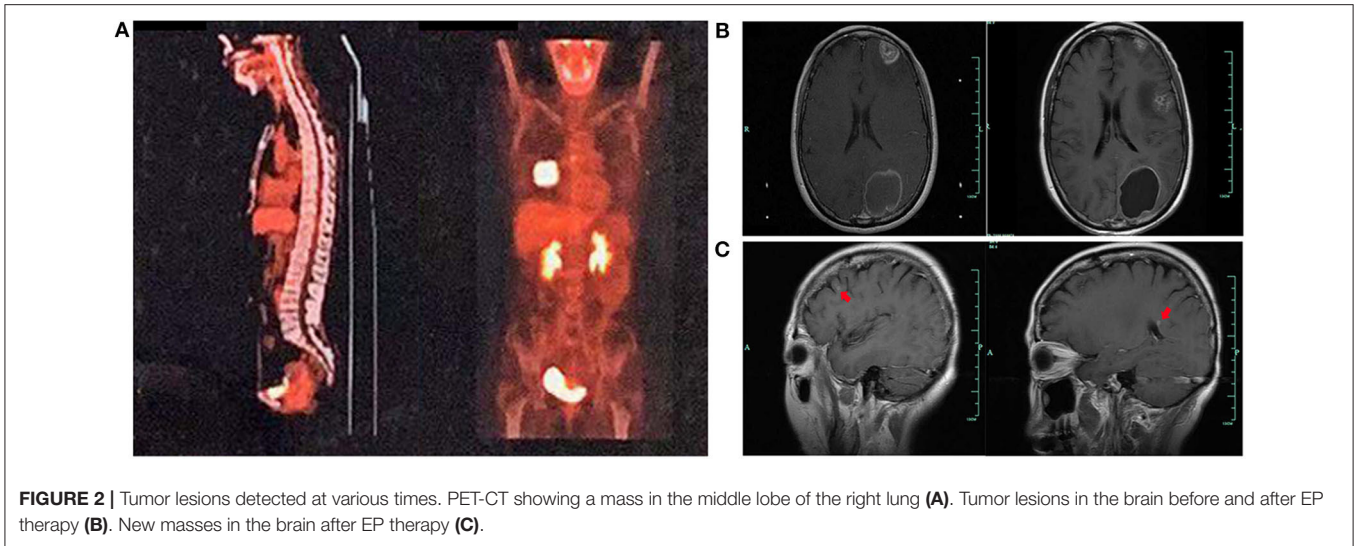 A
B
R
L
L
C
A
P
A
P
FIGURE 2 | Tumor lesions detected at various times. PET-CT showing a mass in the middle lobe of the right lung (A). Tumor lesions in the brain before and after EP
therapy (B). New masses in the brain after EP therapy (C).